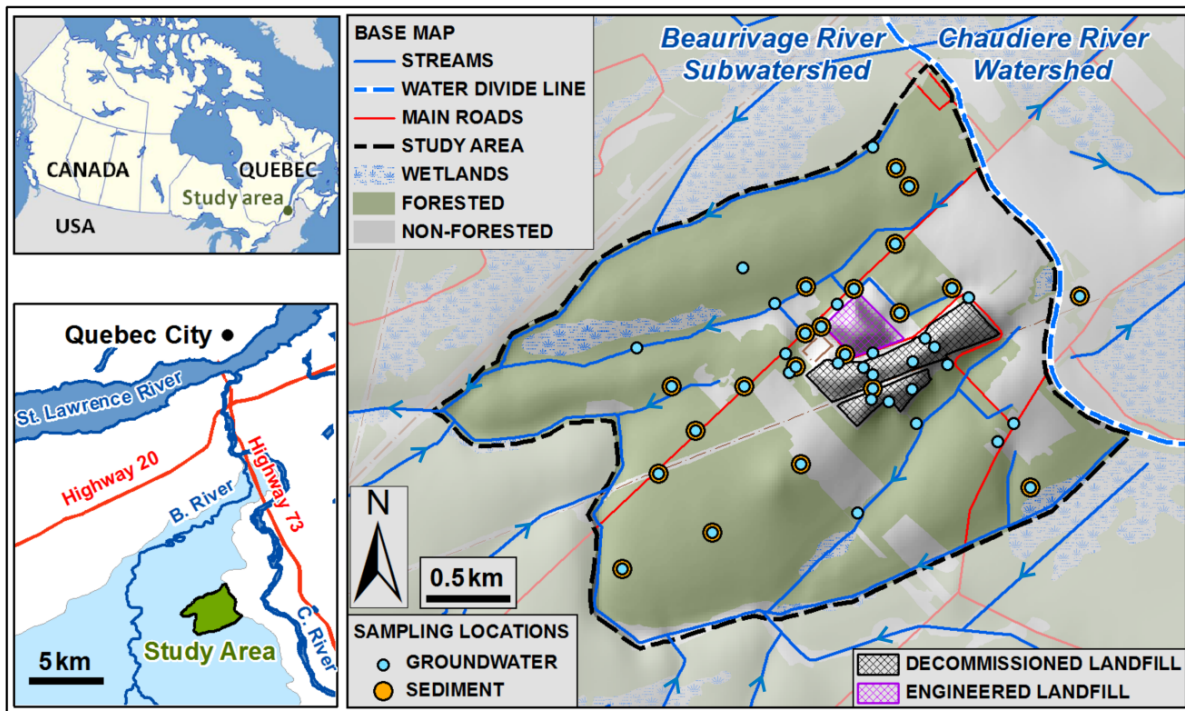 CANADA
QUEBEC
Study area
USA
Quebec City
St. Lawrence River
Highway 20
B. River
Highway 73
C. River
Study Area
5 km
BASE MAP
STREAMS
WATER DIVIDE LINE
MAIN ROADS
STUDY AREA
WETLANDS
FORESTED
NON-FORESTED
Beaurivage River
Subwatershed
Chaudiere River
Watershed
N
0.5 km
SAMPLING LOCATIONS
GROUNDWATER
SEDIMENT
DECOMMISSIONED LANDFILL
ENGINEERED LANDFILL